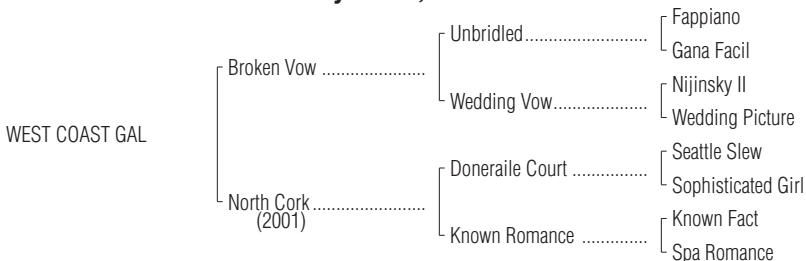 Fappiano
Unbridled..........................
Gana Facil
Broken Vow ......................
Nijinsky II
Wedding Vow....................
Wedding Picture
WEST COAST GAL
Seattle Slew
Doneraile Court ................
Sophisticated Girl
North Cork........................
(2001)
Known Fact
Known Romance ..............
Spa Romance